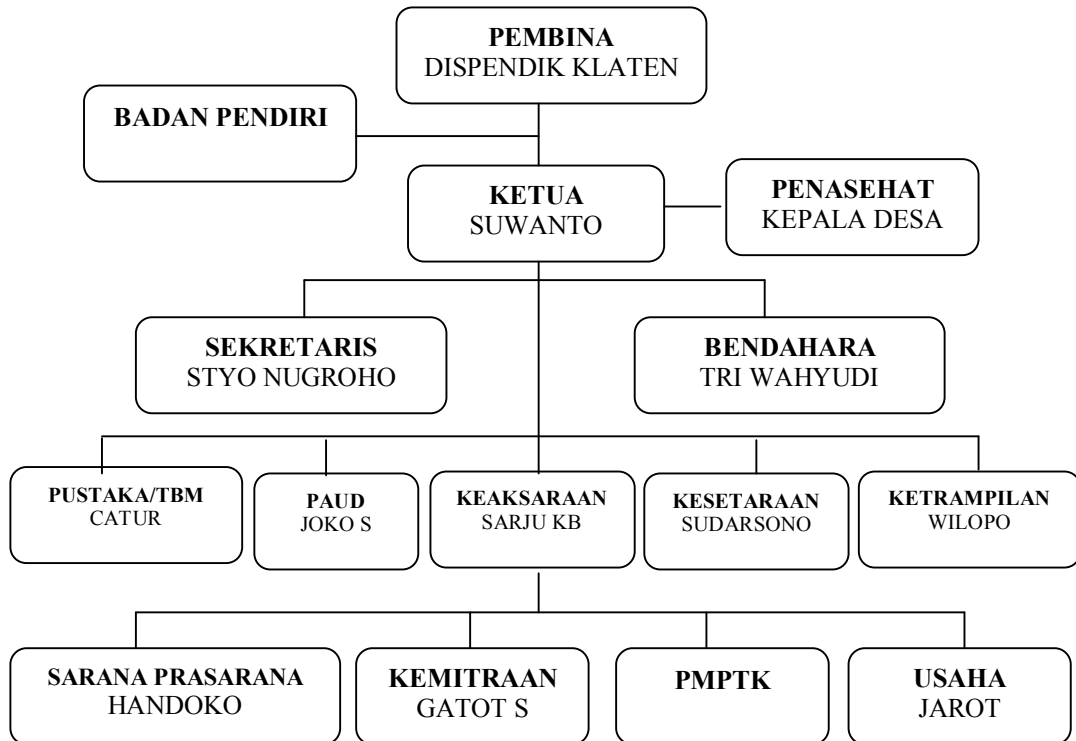 PEMBINA
DISPENDIK KLATEN
BADAN PENDIRI
KETUA
SUWANTO
PENASEHAT
KEPALA DESA
SEKRETARIS
STYO NUGROHO
BENDAHARA
TRI WAHYUDI
PUSTAKA/TBM
CATUR
PAUD
JOKO S
KEAKSARAAN
SARJU KB
KESETARAAN
SUDARSONO
KETRAMPILAN
WILOPO
SARANA PRASARANA
HANDOKO
KEMITRAAN
GATOT S
PMPTK
USAHA
JAROT